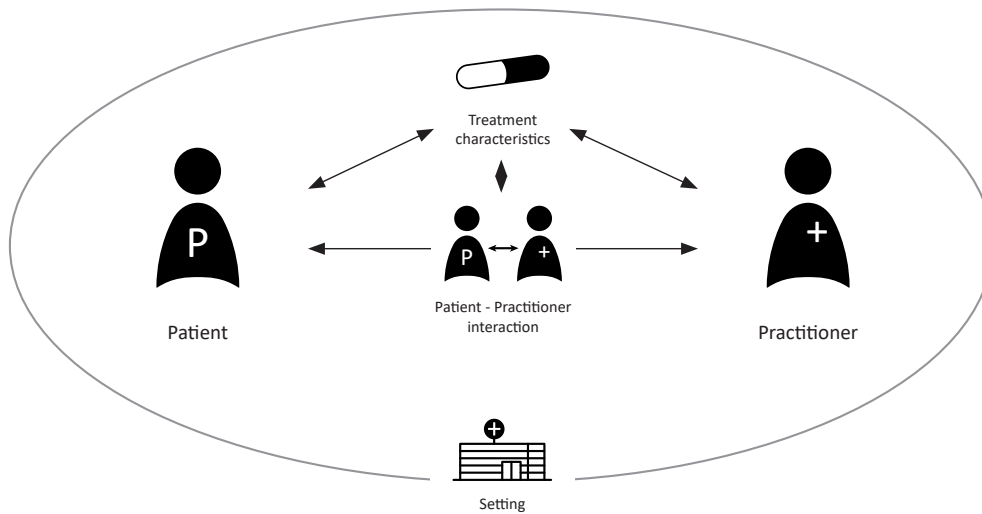 Treatment
characteristics
P
+
P
+
Patient - Practitioner
interaction
Patient
Practitioner
+
Setting